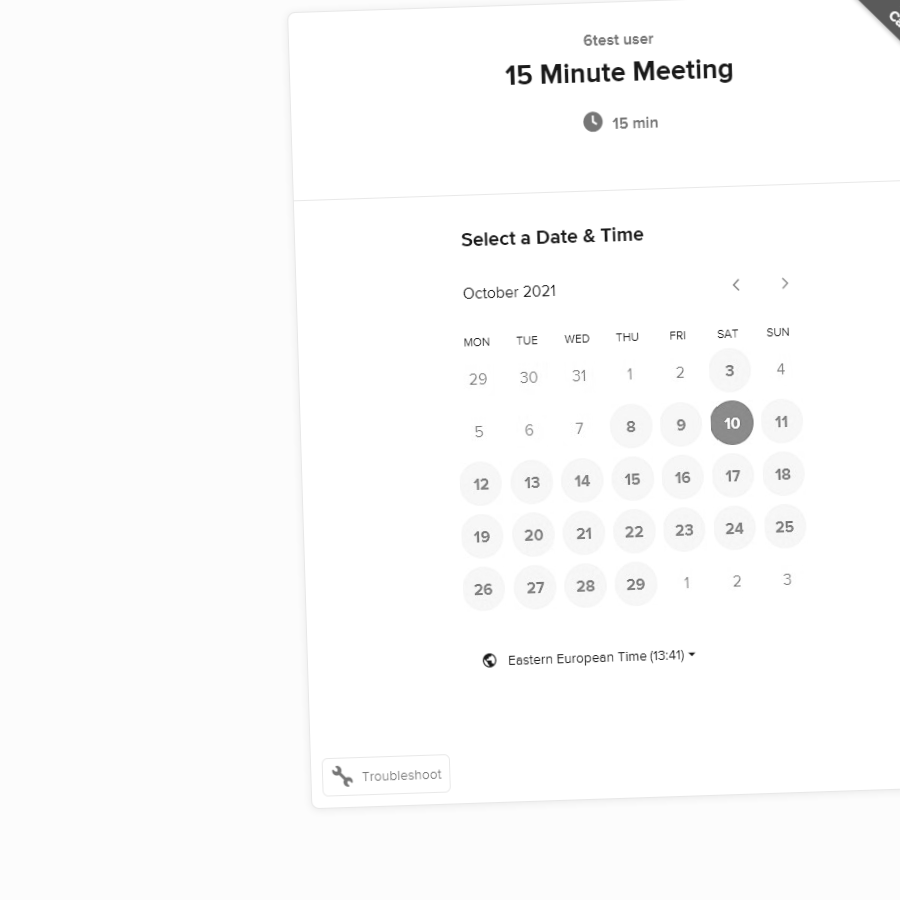 6test user
15 Minute Meeting
15 min
Select a Date & Time
October 2021
MON TUE WED THU FRI SAT SUN
29 30 31 1 2 3 4
5 6 7 8 9 10 11
12 13 14 15 16 17 18
19 20 21 22 23 24 25
26 27 28 29 1 2 3
Eastern European Time (13:41)
Troubleshoot